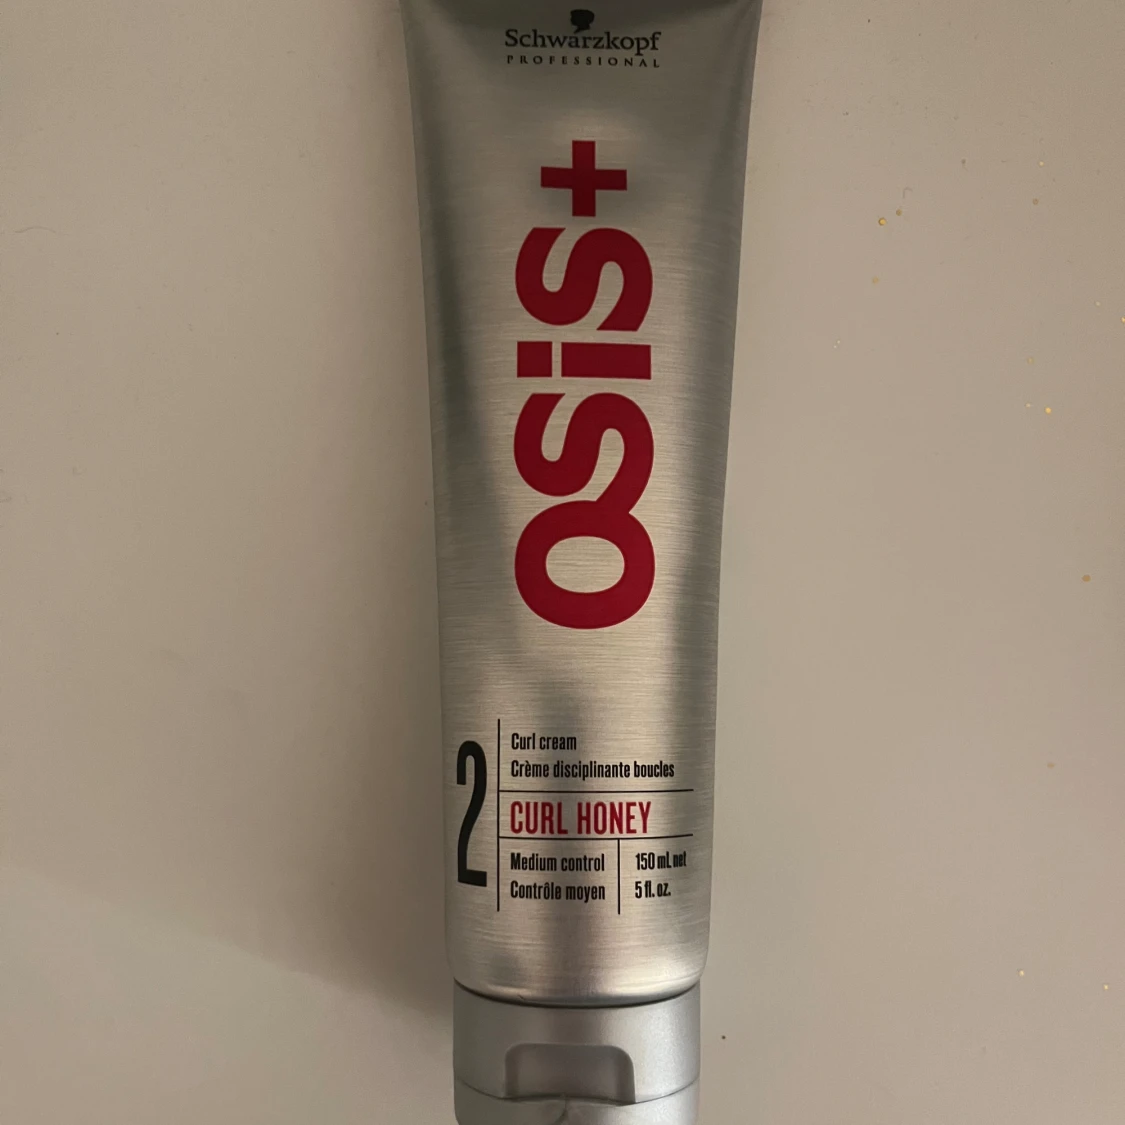 Schwarzkopf
PROFESSIONAL
OSiS+
2
Curl cream
Crème disciplinante boucles
CURL HONEY
Medium control
Contrôle moyen
150 mL net
5 fl. oz.